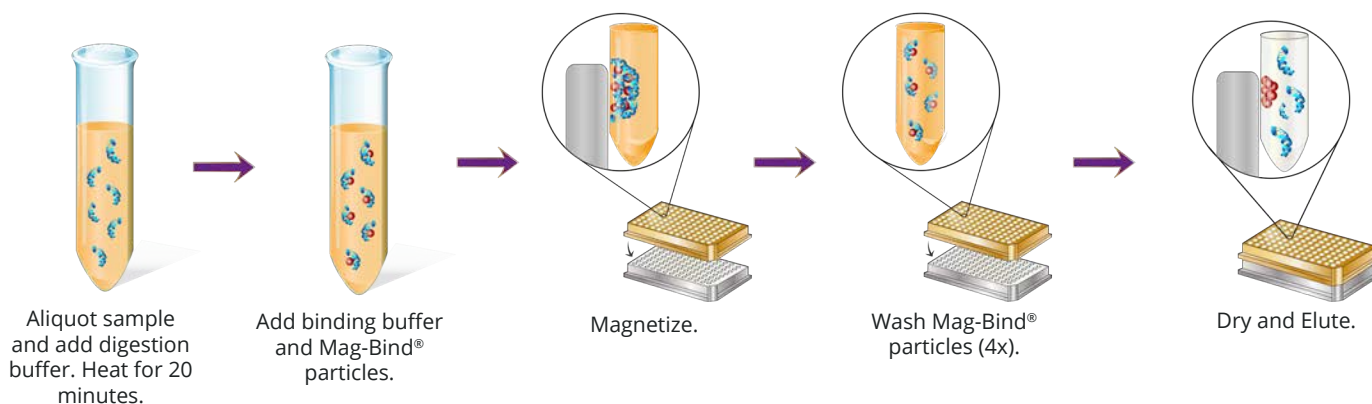 Aliquot sample
and add digestion
buffer. Heat for 20
minutes.
Add binding buffer
and Mag-Bind®
particles.
Magnetize.
Wash Mag-Bind®
particles (4x).
Dry and Elute.